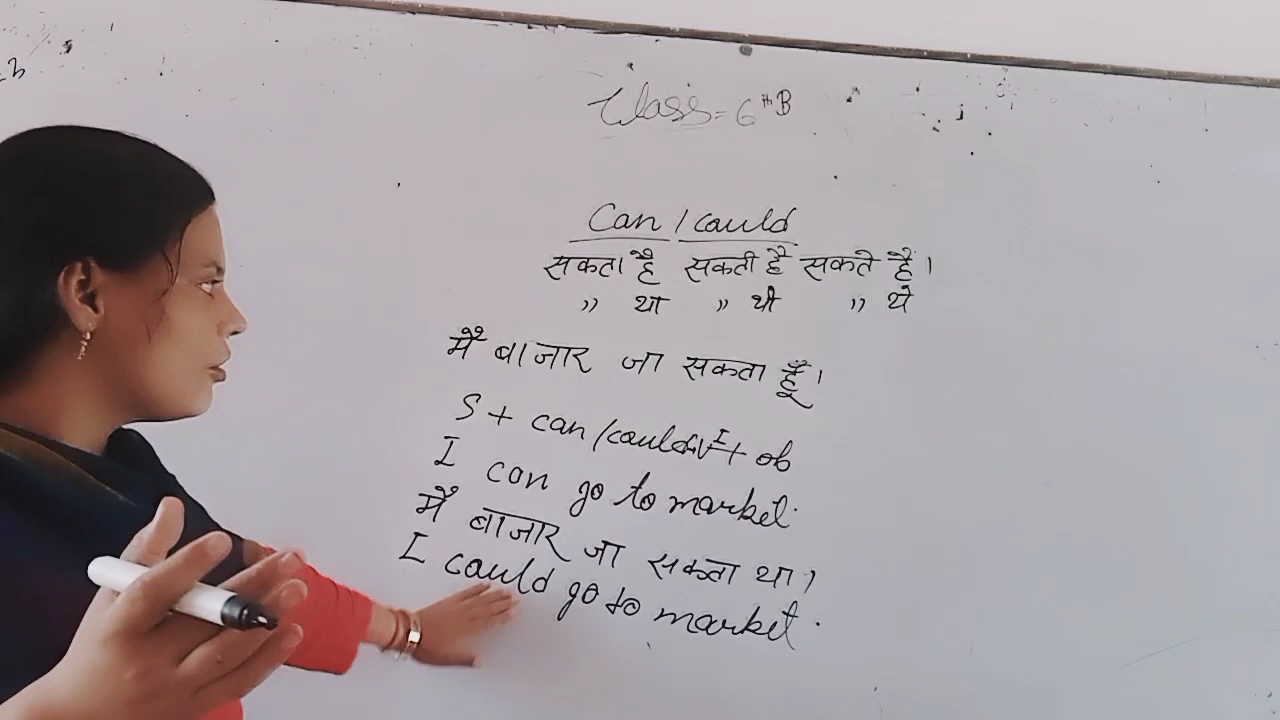 Class = 6th B
Can / could
सकता है सकती है सकते हैं।
" था " थी " थे
मैं बाजार जा सकता हूँ।
S + can / could + V I + ob
I can go to market.
मैं बाजार जा सकता था।
I could go to market.